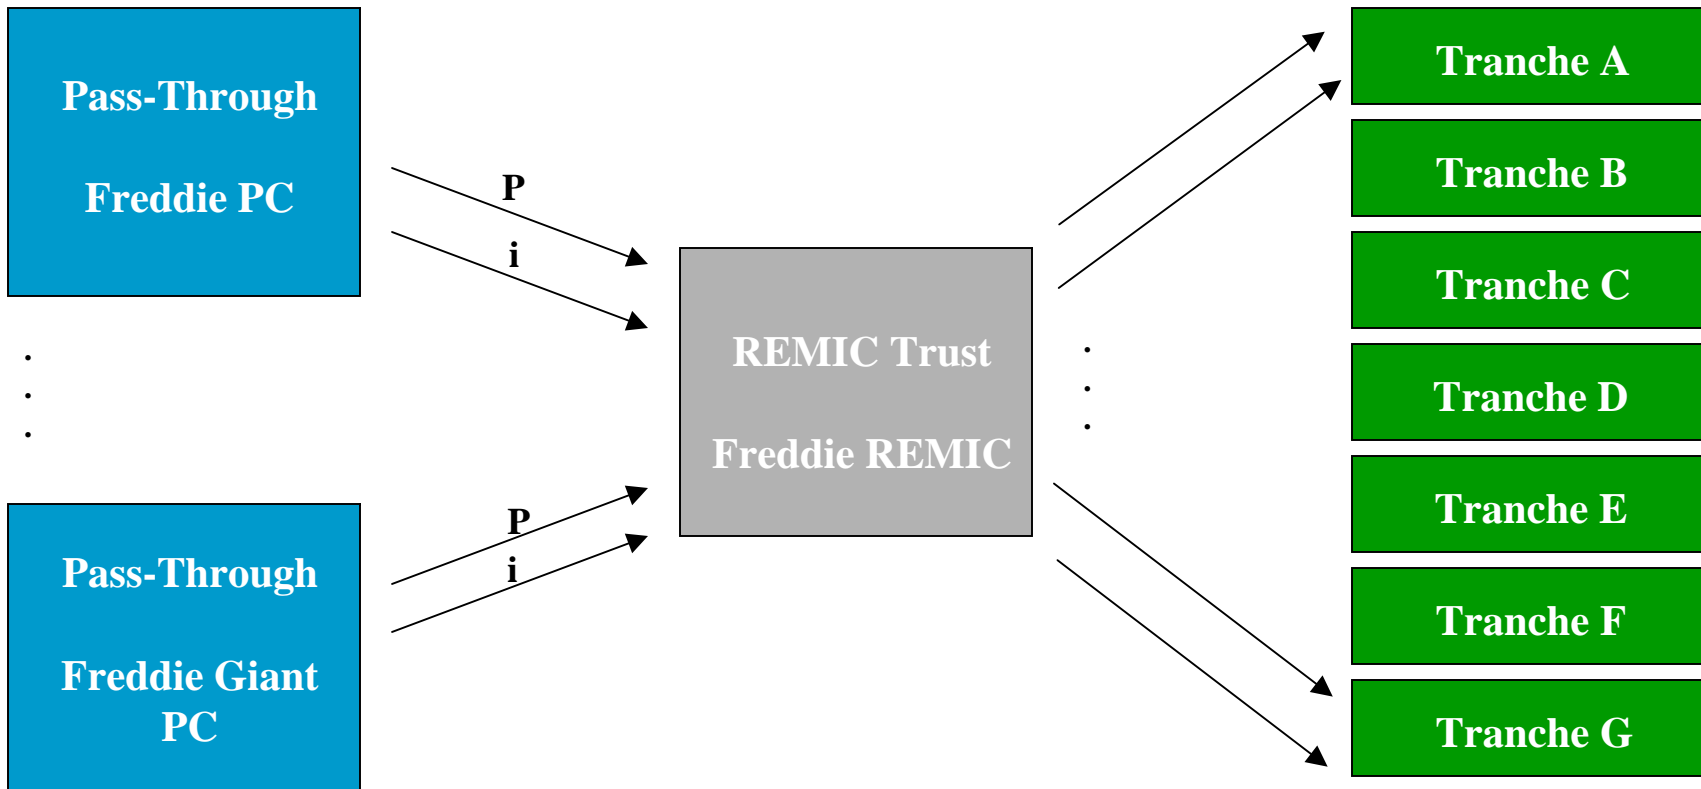 Pass-Through
Freddie PC
.
.
.
Pass-Through
Freddie Giant
PC
P
i
P
i
REMIC Trust
Freddie REMIC
.
.
.
Tranche A
Tranche B
Tranche C
Tranche D
Tranche E
Tranche F
Tranche G